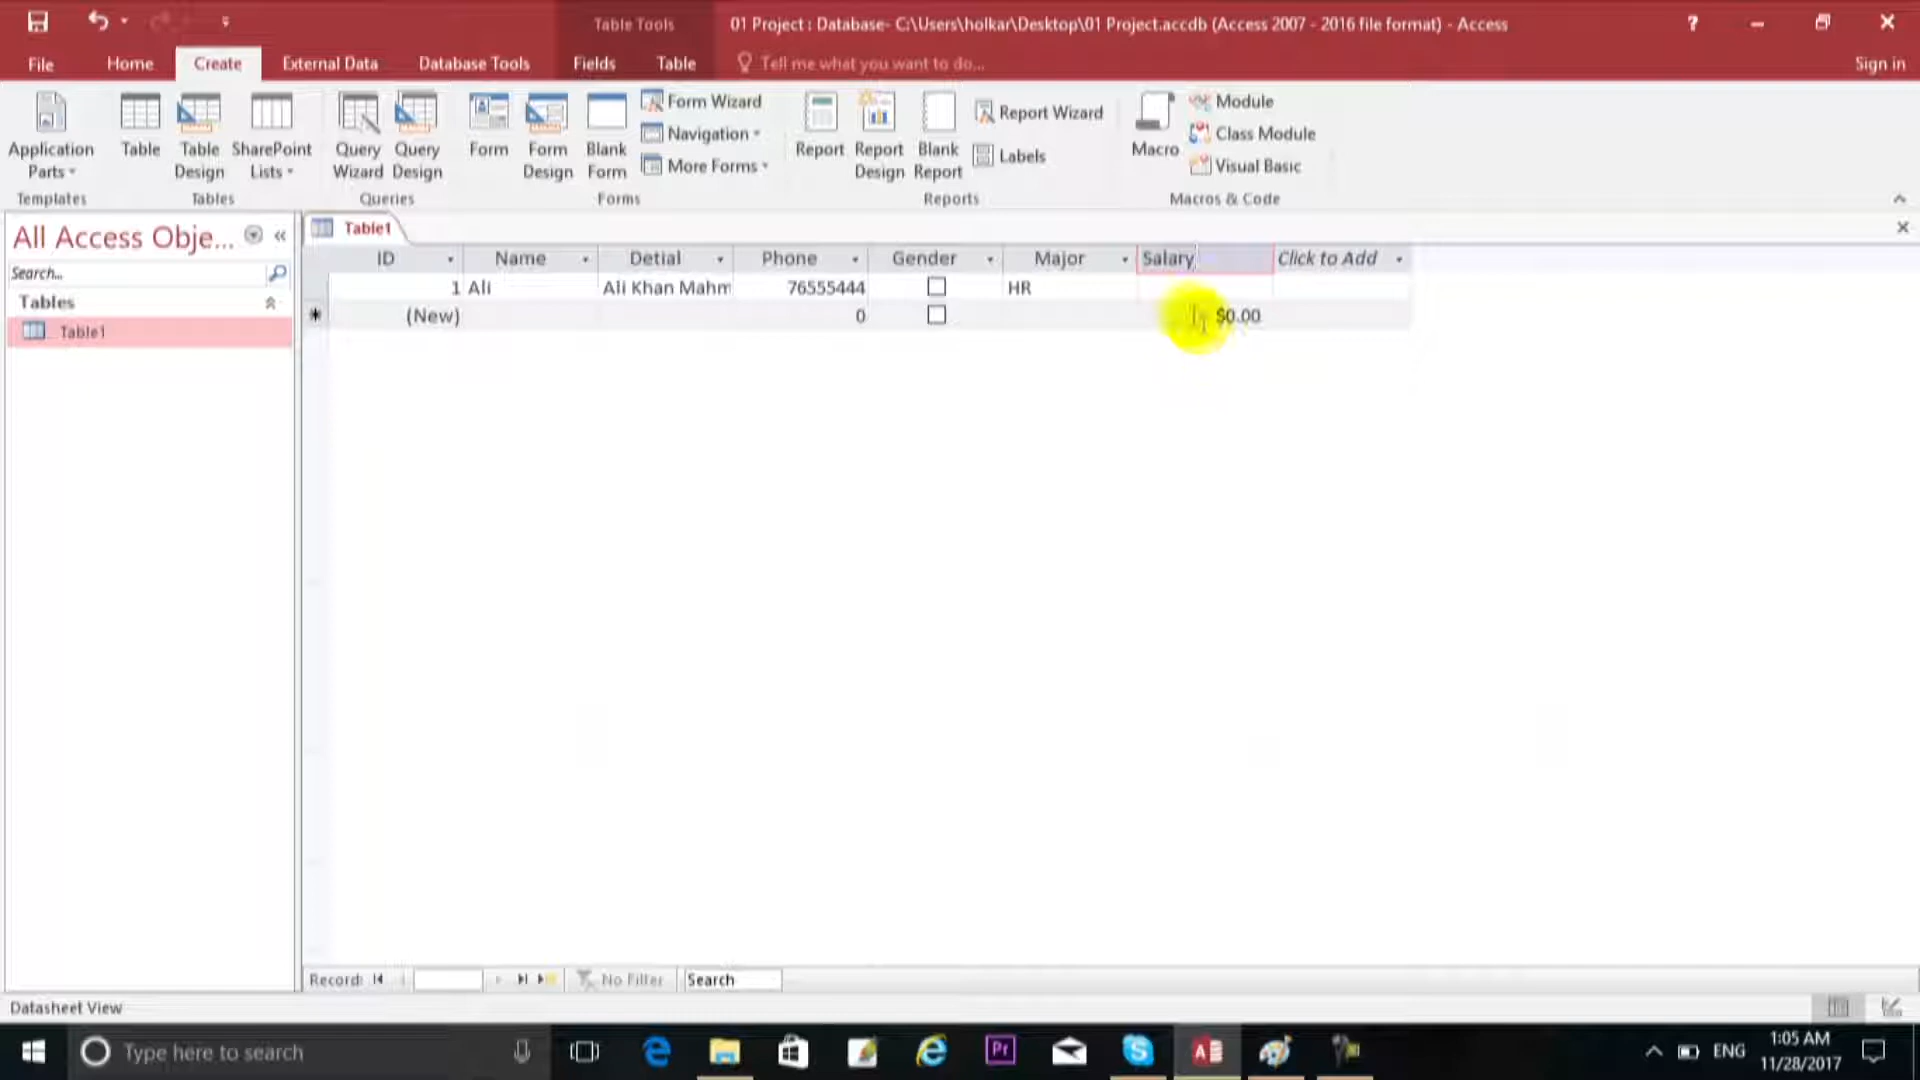 Table Tools
01 Project : Database- C:\Users\holkar\Desktop\01 Project.accdb (Access 2007 - 2016 file format) - Access
?
File
Home
Create
External Data
Database Tools
Fields
Table
Tell me what you want to do...
Sign in
Application Parts
Templates
Table
Table Design
SharePoint Lists
Tables
Query Wizard
Query Design
Queries
Form
Form Design
Blank Form
Form Wizard
Navigation
More Forms
Forms
Report
Report Design
Blank Report
Report Wizard
Labels
Reports
Macro
Module
Class Module
Visual Basic
Macros & Code
All Access Obje...
Search...
Tables
Table1
Table1
ID Name Detial Phone Gender Major Salary Click to Add
1 Ali Ali Khan Mahm 76555444 HR
(New) 0 $0.00
Record: No Filter Search
Datasheet View
Type here to search
Pr
ENG
1:05 AM
11/28/2017